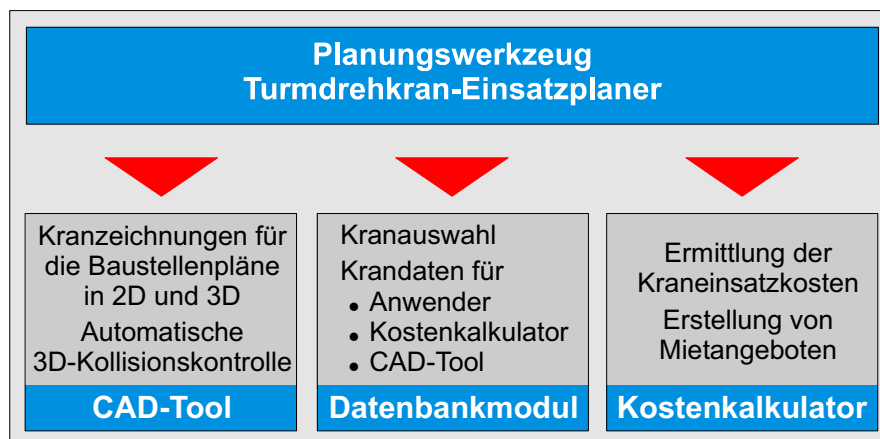 Planungswerkzeug
Turmdrehkran-Einsatzplaner
Kranzeichnungen für
die Baustellenpläne
in 2D und 3D
Automatische
3D-Kollisionskontrolle
CAD-Tool
Kranauswahl
Krandaten für
• Anwender
• Kostenkalkulator
• CAD-Tool
Datenbankmodul
Ermittlung der
Kraneinsatzkosten
Erstellung von
Mietangeboten
Kostenkalkulator